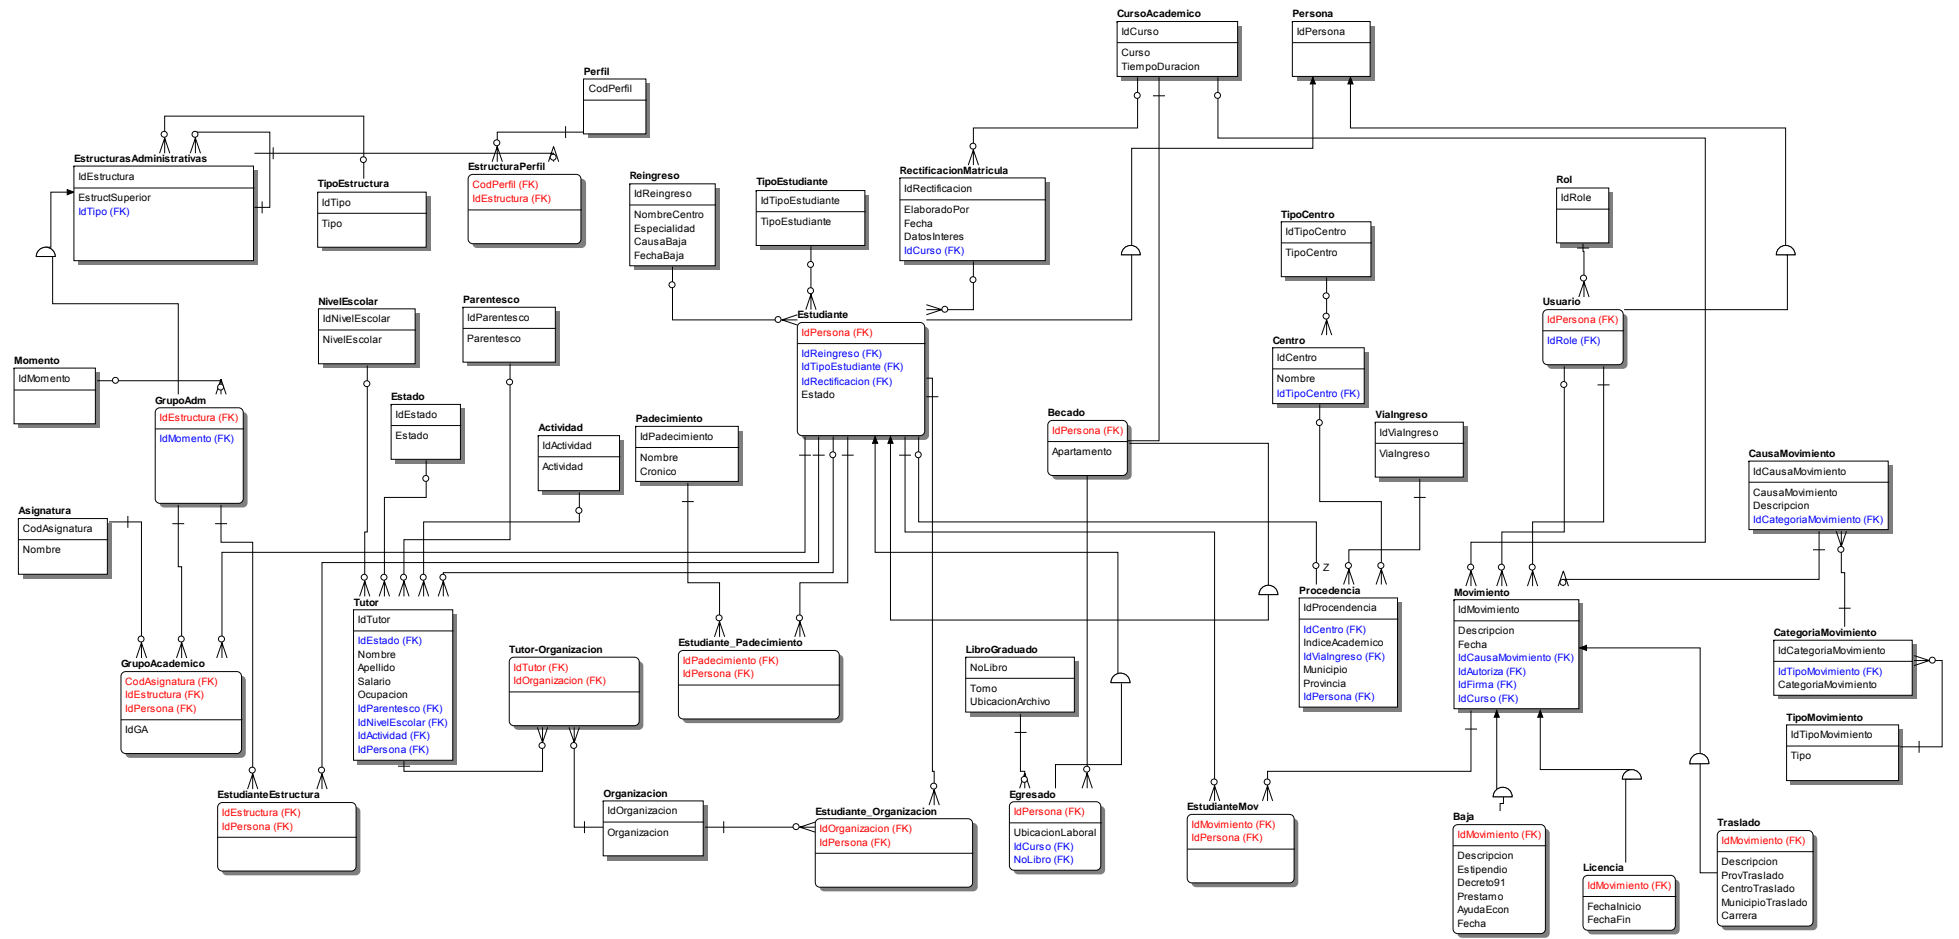 CursoAcademico
IdCurso
Curso
TiempoDuracion
Persona
IdPersona
Perfil
CodPerfil
EstructurasAdministrativas
IdEstructura
EstructSuperior
IdTipo (FK)
TipoEstructura
IdTipo
Tipo
EstructuraPerfil
CodPerfil (FK)
IdEstructura (FK)
Reingreso
IdReingreso
NombreCentro
Especialidad
CausaBaja
FechaBaja
TipoEstudiante
IdTipoEstudiante
TipoEstudiante
RectificacionMatricula
IdRectificacion
ElaboradoPor
Fecha
DatosInteres
IdCurso (FK)
TipoCentro
IdTipoCentro
TipoCentro
Rol
IdRole
NivelEscolar
IdNivelEscolar
NivelEscolar
Parentesco
IdParentesco
Parentesco
Estudiante
IdPersona (FK)
IdReingreso (FK)
IdTipoEstudiante (FK)
IdRectificacion (FK)
Estado
Usuario
IdPersona (FK)
IdRole (FK)
Centro
IdCentro
Nombre
IdTipoCentro (FK)
Momento
IdMomento
GrupoAdm
IdEstructura (FK)
IdMomento (FK)
Estado
IdEstado
Estado
Actividad
IdActividad
Actividad
Padecimiento
IdPadecimiento
Nombre
Cronico
Becado
IdPersona (FK)
Apartamento
ViaIngreso
IdViaIngreso
ViaIngreso
CausaMovimiento
IdCausaMovimiento
CausaMovimiento
Descripcion
IdCategoriaMovimiento (FK)
Asignatura
CodAsignatura
Nombre
Z
Tutor
IdTutor
IdEstado (FK)
Nombre
Apellido
Salario
Ocupacion
IdParentesco (FK)
IdNivelEscolar (FK)
IdActividad (FK)
IdPersona (FK)
Procedencia
IdProcendencia
IdCentro (FK)
IndiceAcademico
IdViaIngreso (FK)
Municipio
Provincia
IdPersona (FK)
Movimiento
IdMovimiento
Descripcion
Fecha
IdCausaMovimiento (FK)
IdAutoriza (FK)
IdFirma (FK)
IdCurso (FK)
CategoriaMovimiento
IdCategoriaMovimiento
IdTipoMovimiento (FK)
CategoriaMovimiento
GrupoAcademico
CodAsignatura (FK)
IdEstructura (FK)
IdPersona (FK)
IdGA
Tutor-Organizacion
IdTutor (FK)
IdOrganizacion (FK)
Estudiante_Padecimiento
IdPadecimiento (FK)
IdPersona (FK)
LibroGraduado
NoLibro
Tomo
UbicacionArchivo
TipoMovimiento
IdTipoMovimiento
Tipo
EstudianteEstructura
IdEstructura (FK)
IdPersona (FK)
Organizacion
IdOrganizacion
Organizacion
Estudiante_Organizacion
IdOrganizacion (FK)
IdPersona (FK)
Egresado
IdPersona (FK)
UbicacionLaboral
IdCurso (FK)
NoLibro (FK)
EstudianteMov
IdMovimiento (FK)
IdPersona (FK)
Baja
IdMovimiento (FK)
Descripcion
Estipendio
Decreto91
Prestamo
AyudaEcon
Fecha
Licencia
IdMovimiento (FK)
FechaInicio
FechaFin
Traslado
IdMovimiento (FK)
Descripcion
ProvTraslado
CentroTraslado
MunicipioTraslado
Carrera